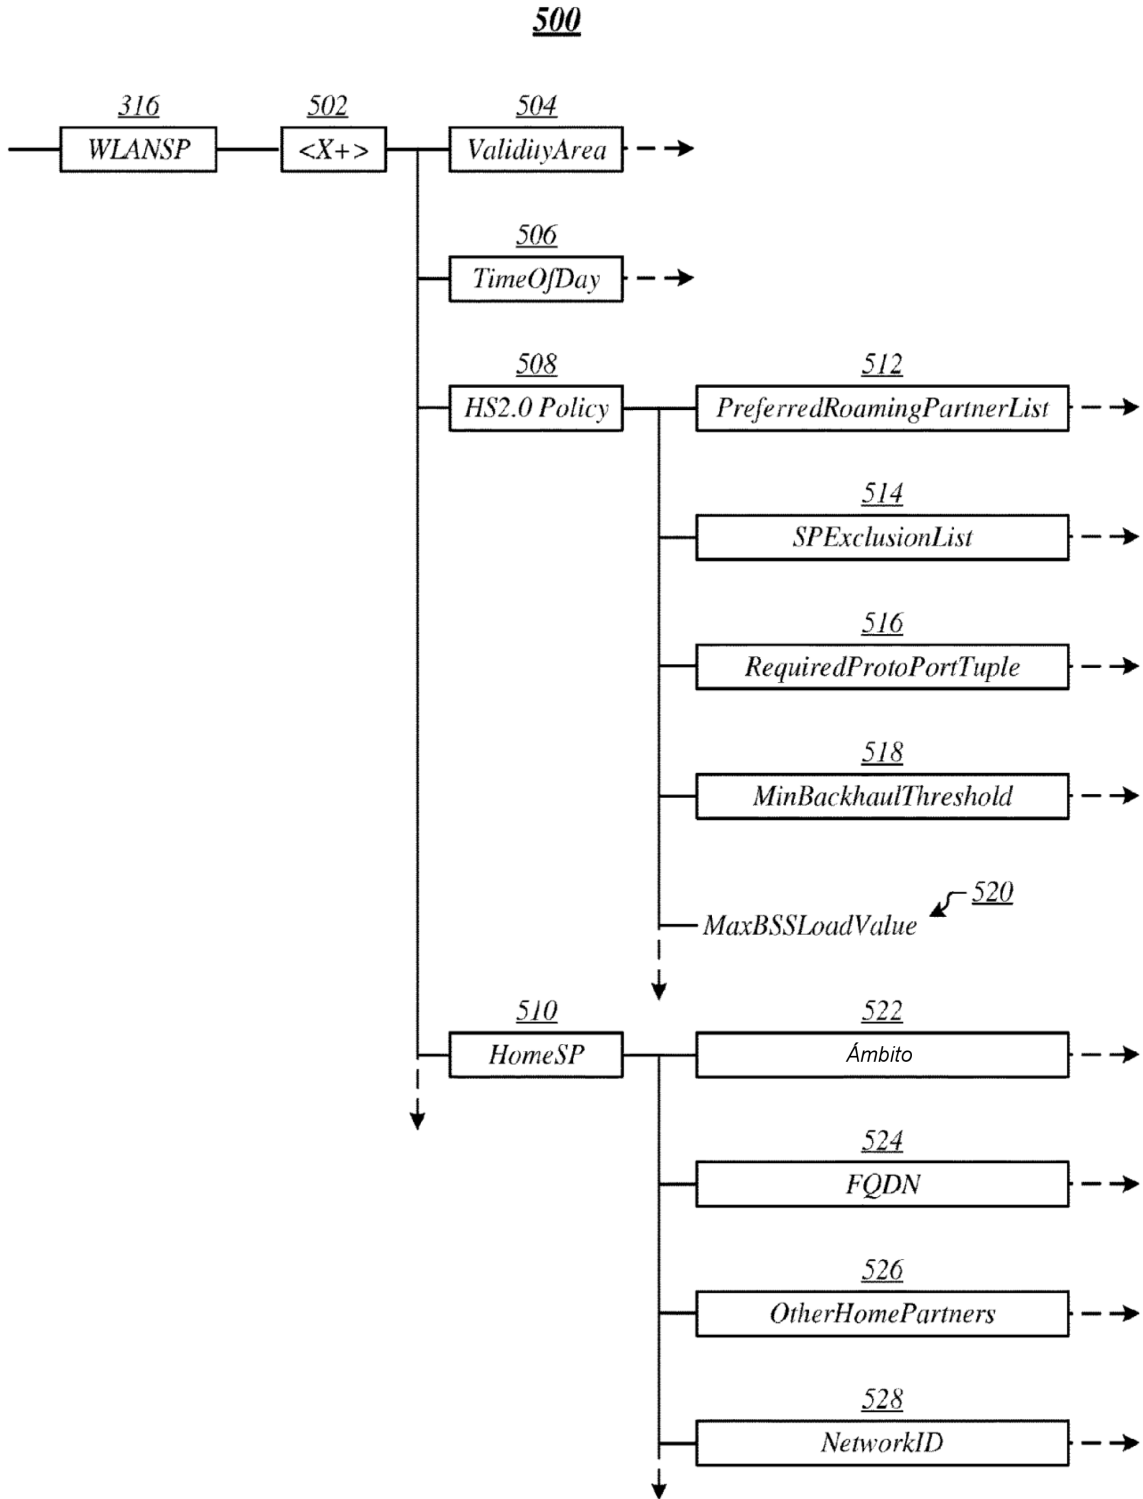 500
316 502 504
WLANSP <X+> ValidityArea
506
TimeOfDay
508 512
HS2.0 Policy PreferredRoamingPartnerList
514
SPExclusionList
516
RequiredProtoPortTuple
518
MinBackhaulThreshold
520
MaxBSSLoadValue
510 522
HomeSP Ámbito
524
FQDN
526
OtherHomePartners
528
NetworkID